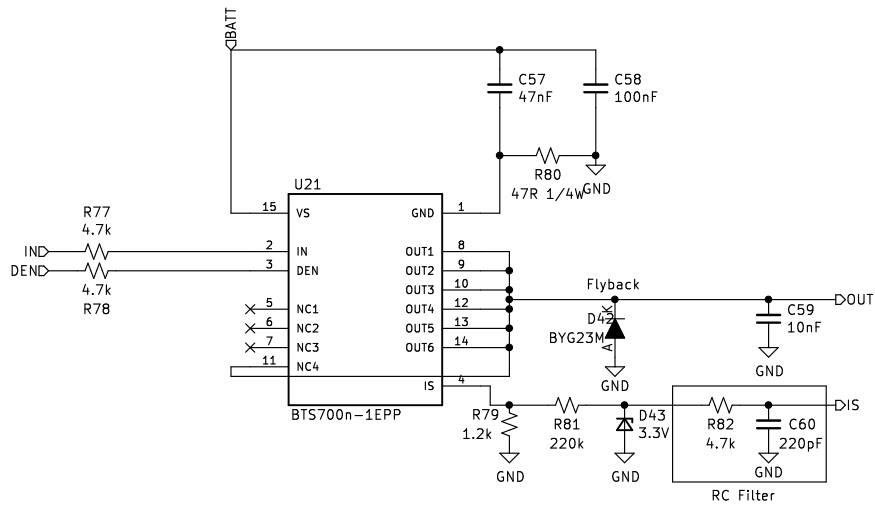 BATT
C57
47nF
C58
100nF
R80
47R 1/4W
GND
U21
15
VS
GND
1
R77
4.7k
IN
2
IN
OUT1
8
DEN
3
DEN
OUT2
9
4.7k
R78
OUT3
10
Flyback
OUT
5
NC1
OUT4
12
D42
K
C59
10nF
6
NC2
OUT5
13
BYG23M
A
7
NC3
OUT6
14
11
NC4
GND
GND
IS
4
BTS700n-1EPP
R79
1.2k
R81
220k
D43
3.3V
R82
4.7k
C60
220pF
IS
GND
GND
GND
RC Filter